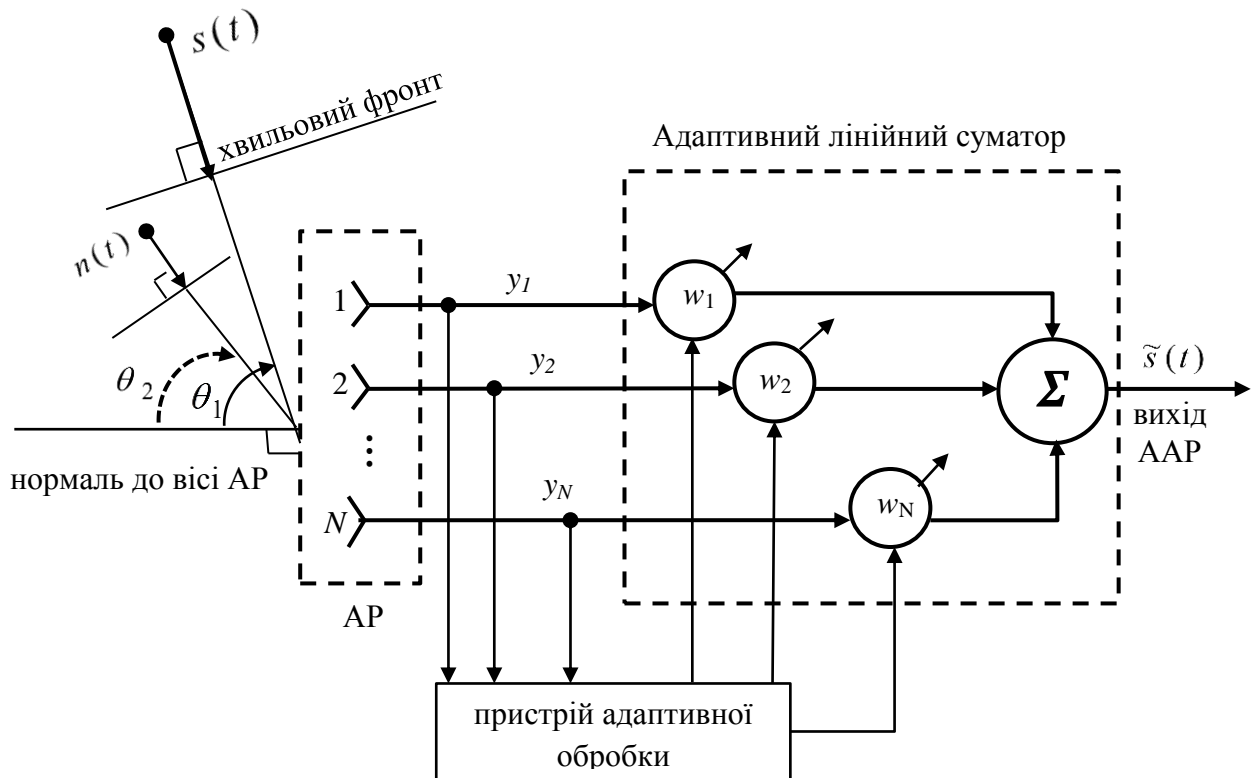 s(t)
хвильовий фронт
Адаптивний лінійний суматор
n(t)
1
y1
w1
θ2
θ1
2
y2
w2
Σ
s̃(t)
вихід
ААР
нормаль до вісі АР
⋮
N
yN
wN
АР
пристрій адаптивної
обробки